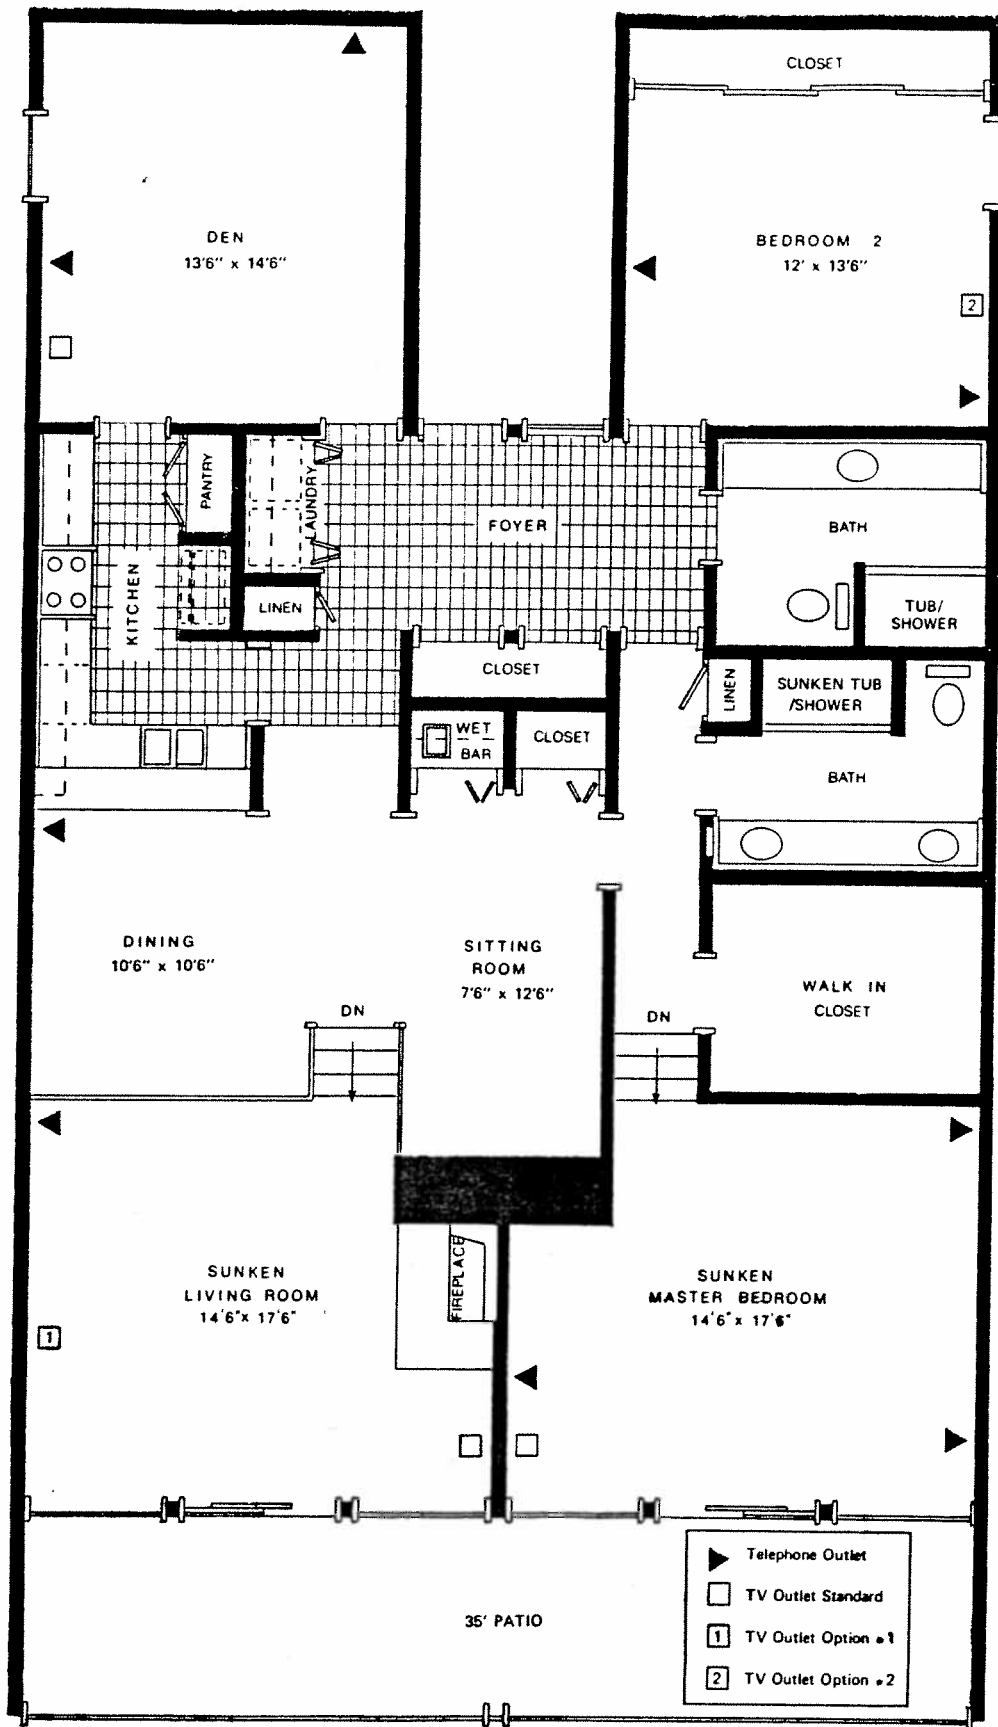 CLOSET
DEN
13'6" x 14'6"
BEDROOM 2
12' x 13'6"
2
PANTRY
LAUNDRY
FOYER
BATH
KITCHEN
LINEN
TUB/
SHOWER
CLOSET
LINEN
SUNKEN TUB
/SHOWER
WET
BAR
CLOSET
BATH
DINING
10'6" x 10'6"
SITTING
ROOM
7'6" x 12'6"
WALK IN
CLOSET
DN
DN
SUNKEN
LIVING ROOM
14'6" x 17'6"
FIREPLACE
SUNKEN
MASTER BEDROOM
14'6" x 17'6"
1
35' PATIO
Telephone Outlet
TV Outlet Standard
1 TV Outlet Option #1
2 TV Outlet Option #2